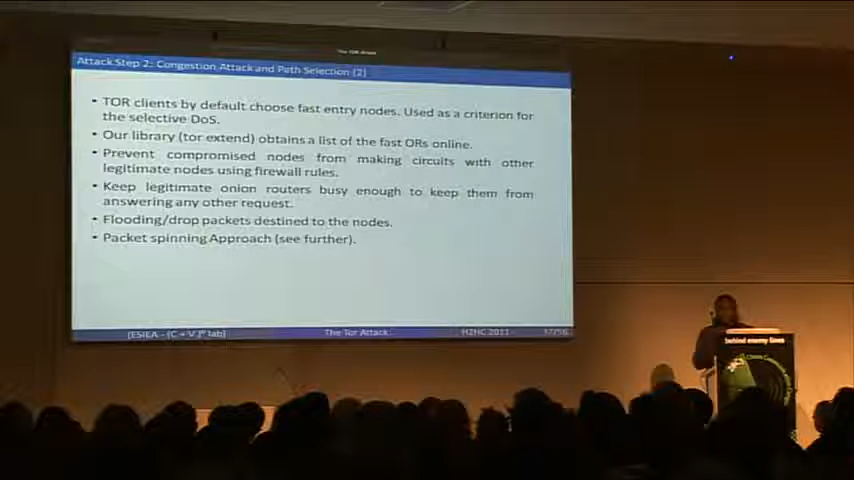 Attack Step 2: Congestion Attack and Path Selection (2)
• TOR clients by default choose fast entry nodes. Used as a criterion for
the selective DoS.
• Our library (tor extend) obtains a list of the fast ORs online.
• Prevent compromised nodes from making circuits with other
legitimate nodes using firewall rules.
• Keep legitimate onion routers busy enough to keep them from
answering any other request.
• Flooding/drop packets destined to the nodes.
• Packet spinning Approach (see further).
The Tor Attack
behind enemy lines